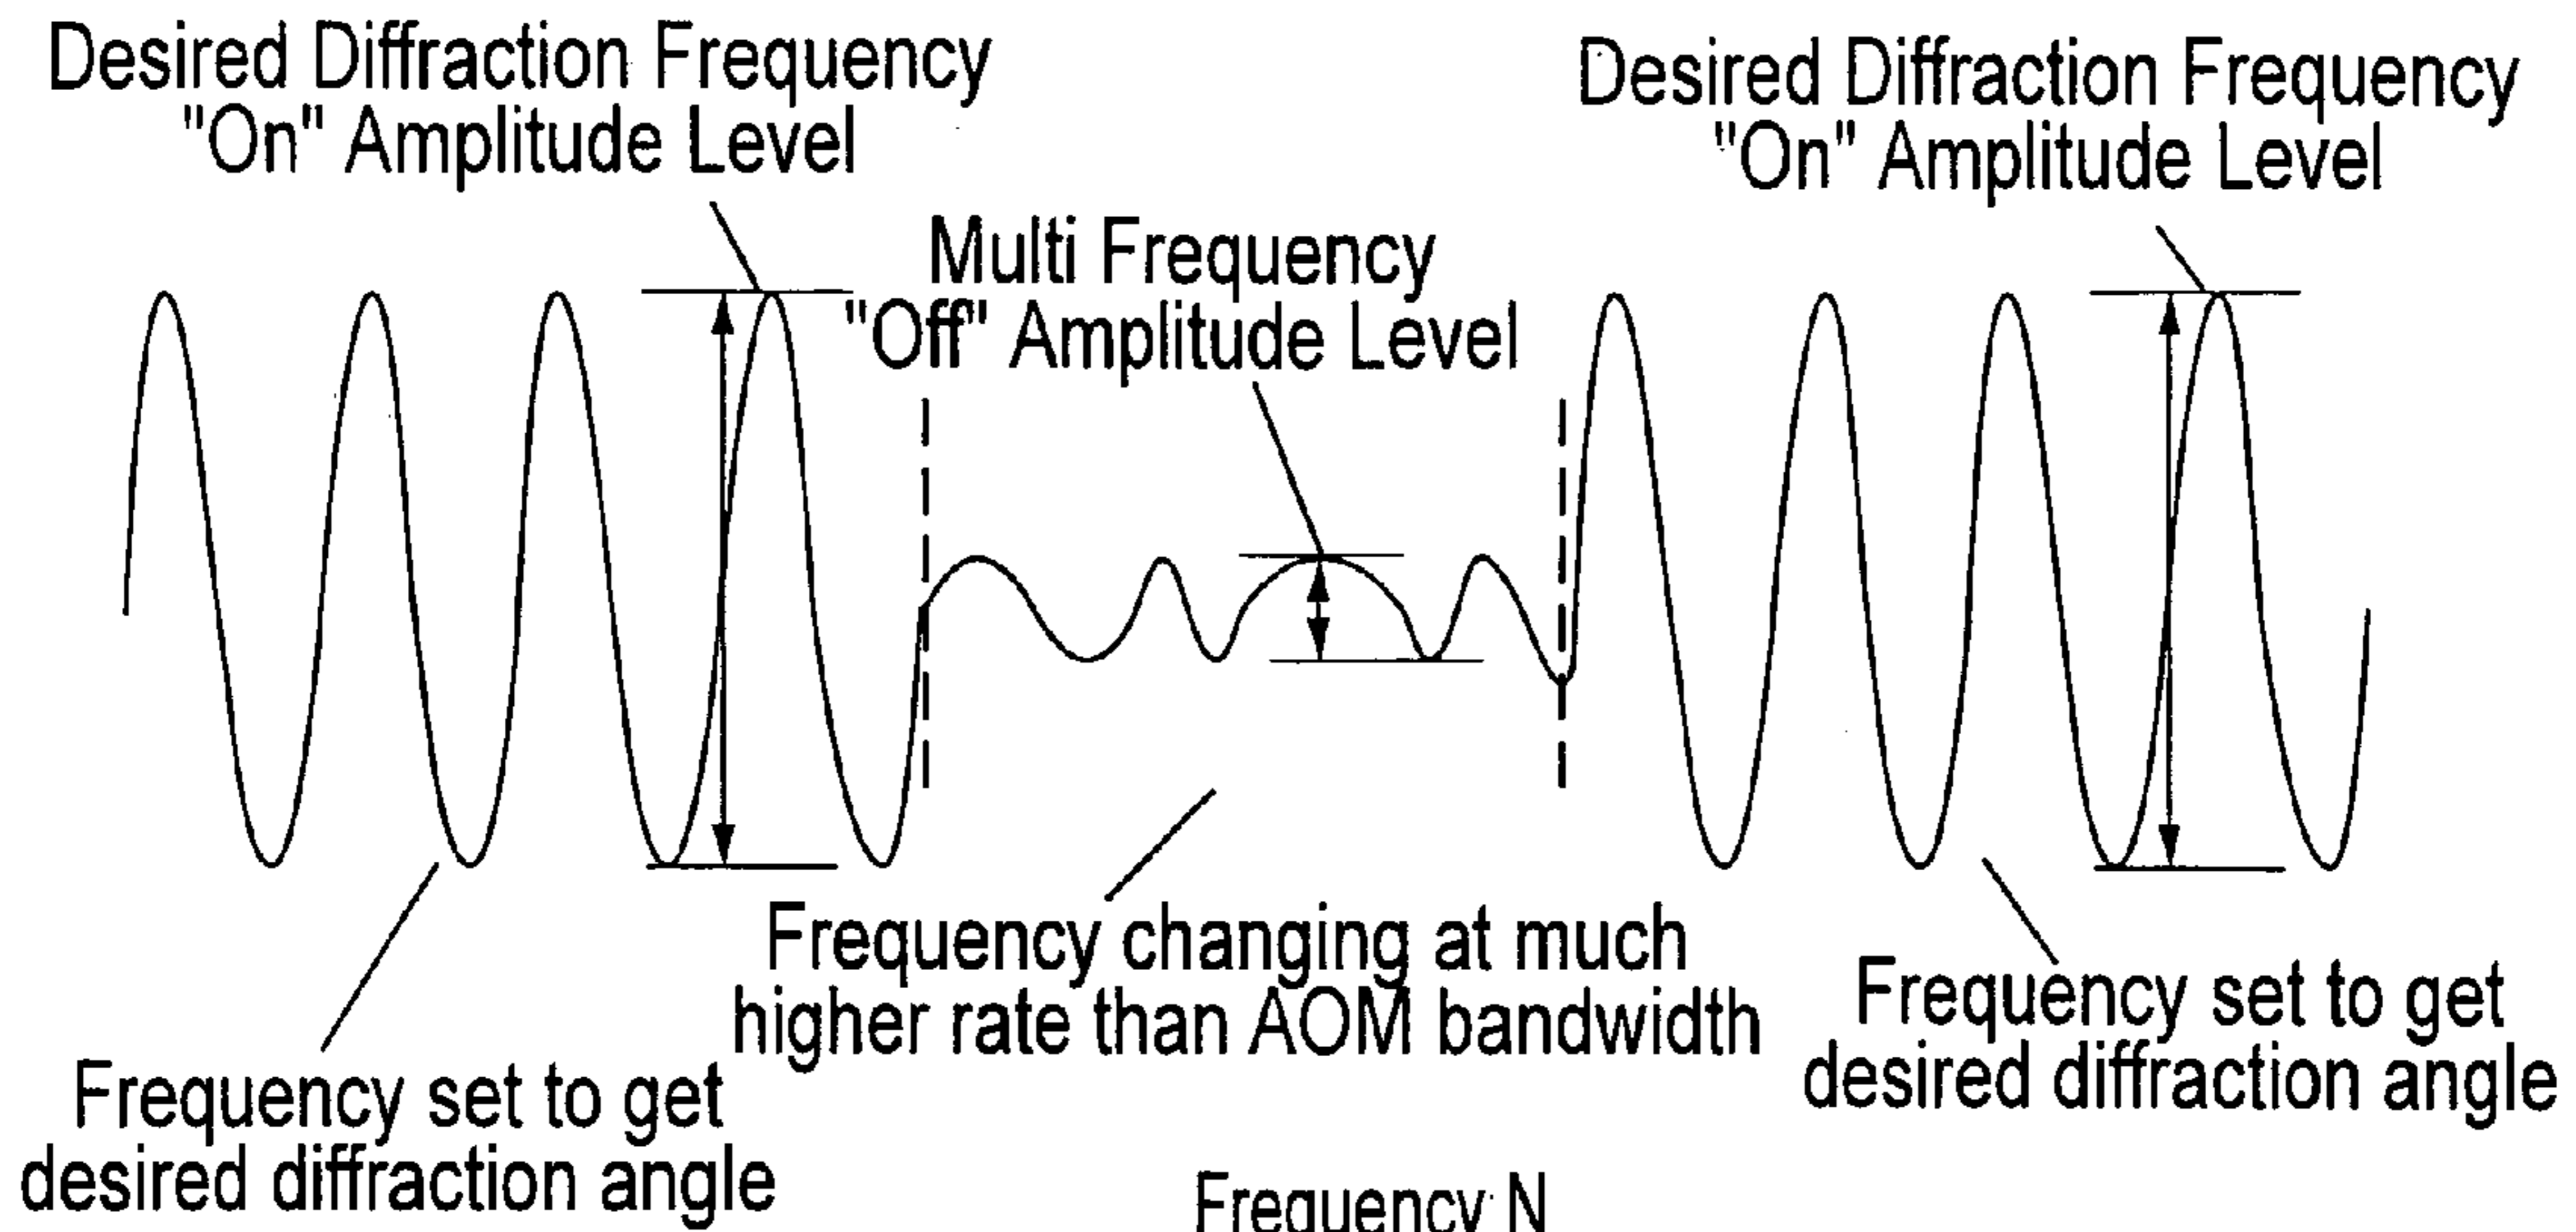 Desired Diffraction Frequency
"On" Amplitude Level
Desired Diffraction Frequency
"On" Amplitude Level
Multi Frequency
"Off" Amplitude Level
Frequency changing at much
higher rate than AOM bandwidth
Frequency set to get
desired diffraction angle
Frequency set to get
desired diffraction angle
Frequency N